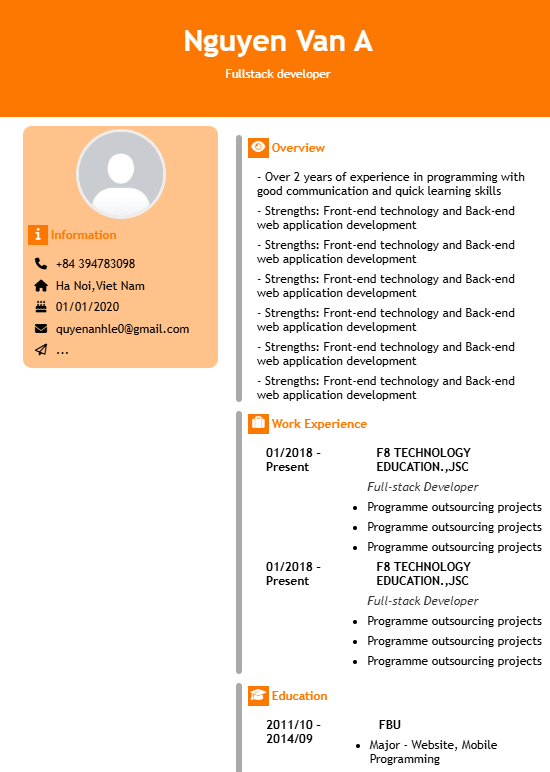 Nguyen Van A
Fullstack developer
Information
+84 394783098
Ha Noi,Viet Nam
01/01/2020
quyenanhle0@gmail.com
...
Overview
- Over 2 years of experience in programming with
good communication and quick learning skills
- Strengths: Front-end technology and Back-end
web application development
- Strengths: Front-end technology and Back-end
web application development
- Strengths: Front-end technology and Back-end
web application development
- Strengths: Front-end technology and Back-end
web application development
- Strengths: Front-end technology and Back-end
web application development
- Strengths: Front-end technology and Back-end
web application development
Work Experience
01/2018 -
Present
F8 TECHNOLOGY
EDUCATION.,JSC
Full-stack Developer
• Programme outsourcing projects
• Programme outsourcing projects
• Programme outsourcing projects
01/2018 -
Present
F8 TECHNOLOGY
EDUCATION.,JSC
Full-stack Developer
• Programme outsourcing projects
• Programme outsourcing projects
• Programme outsourcing projects
Education
2011/10 -
2014/09
FBU
• Major - Website, Mobile
Programming